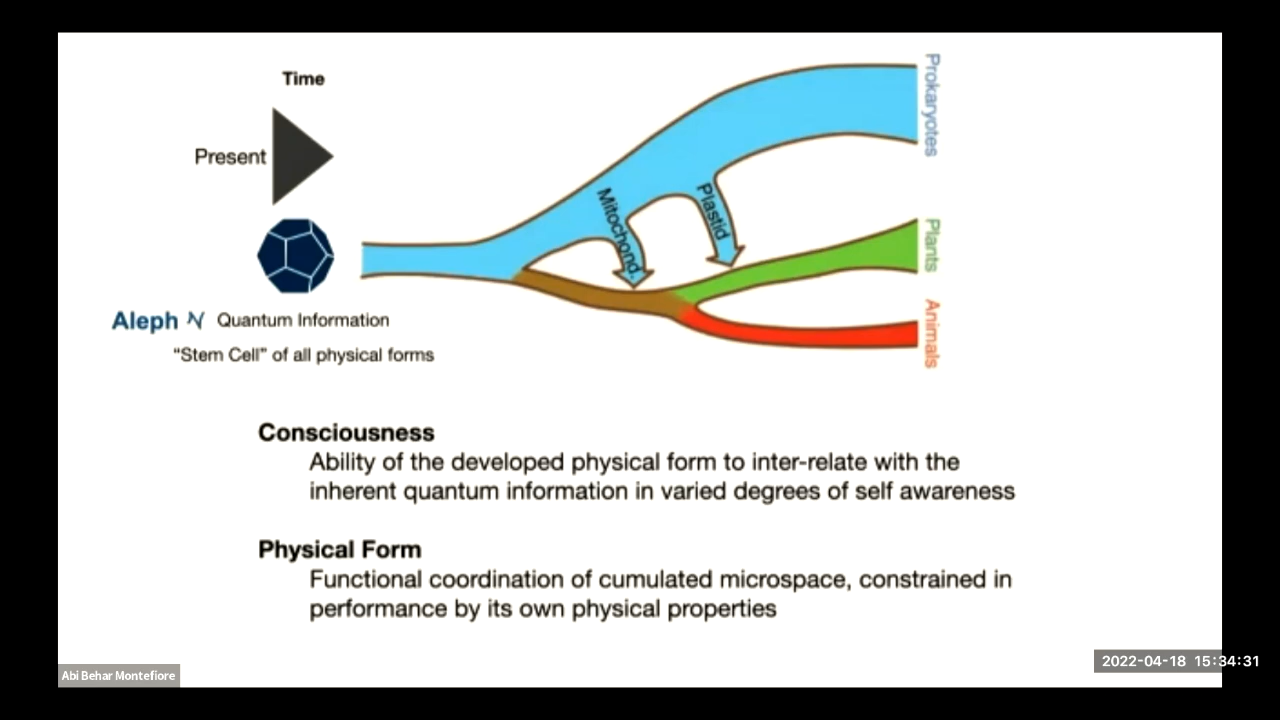 Time
Present
Aleph
Quantum Information
“Stem Cell” of all physical forms
Mitochond.
Plastid
Prokaryotes
Plants
Animals
Consciousness
Ability of the developed physical form to inter-relate with the
inherent quantum information in varied degrees of self awareness
Physical Form
Functional coordination of cumulated microspace, constrained in
performance by its own physical properties
Abi Behar Montefiore
2022-04-18 15:34:31